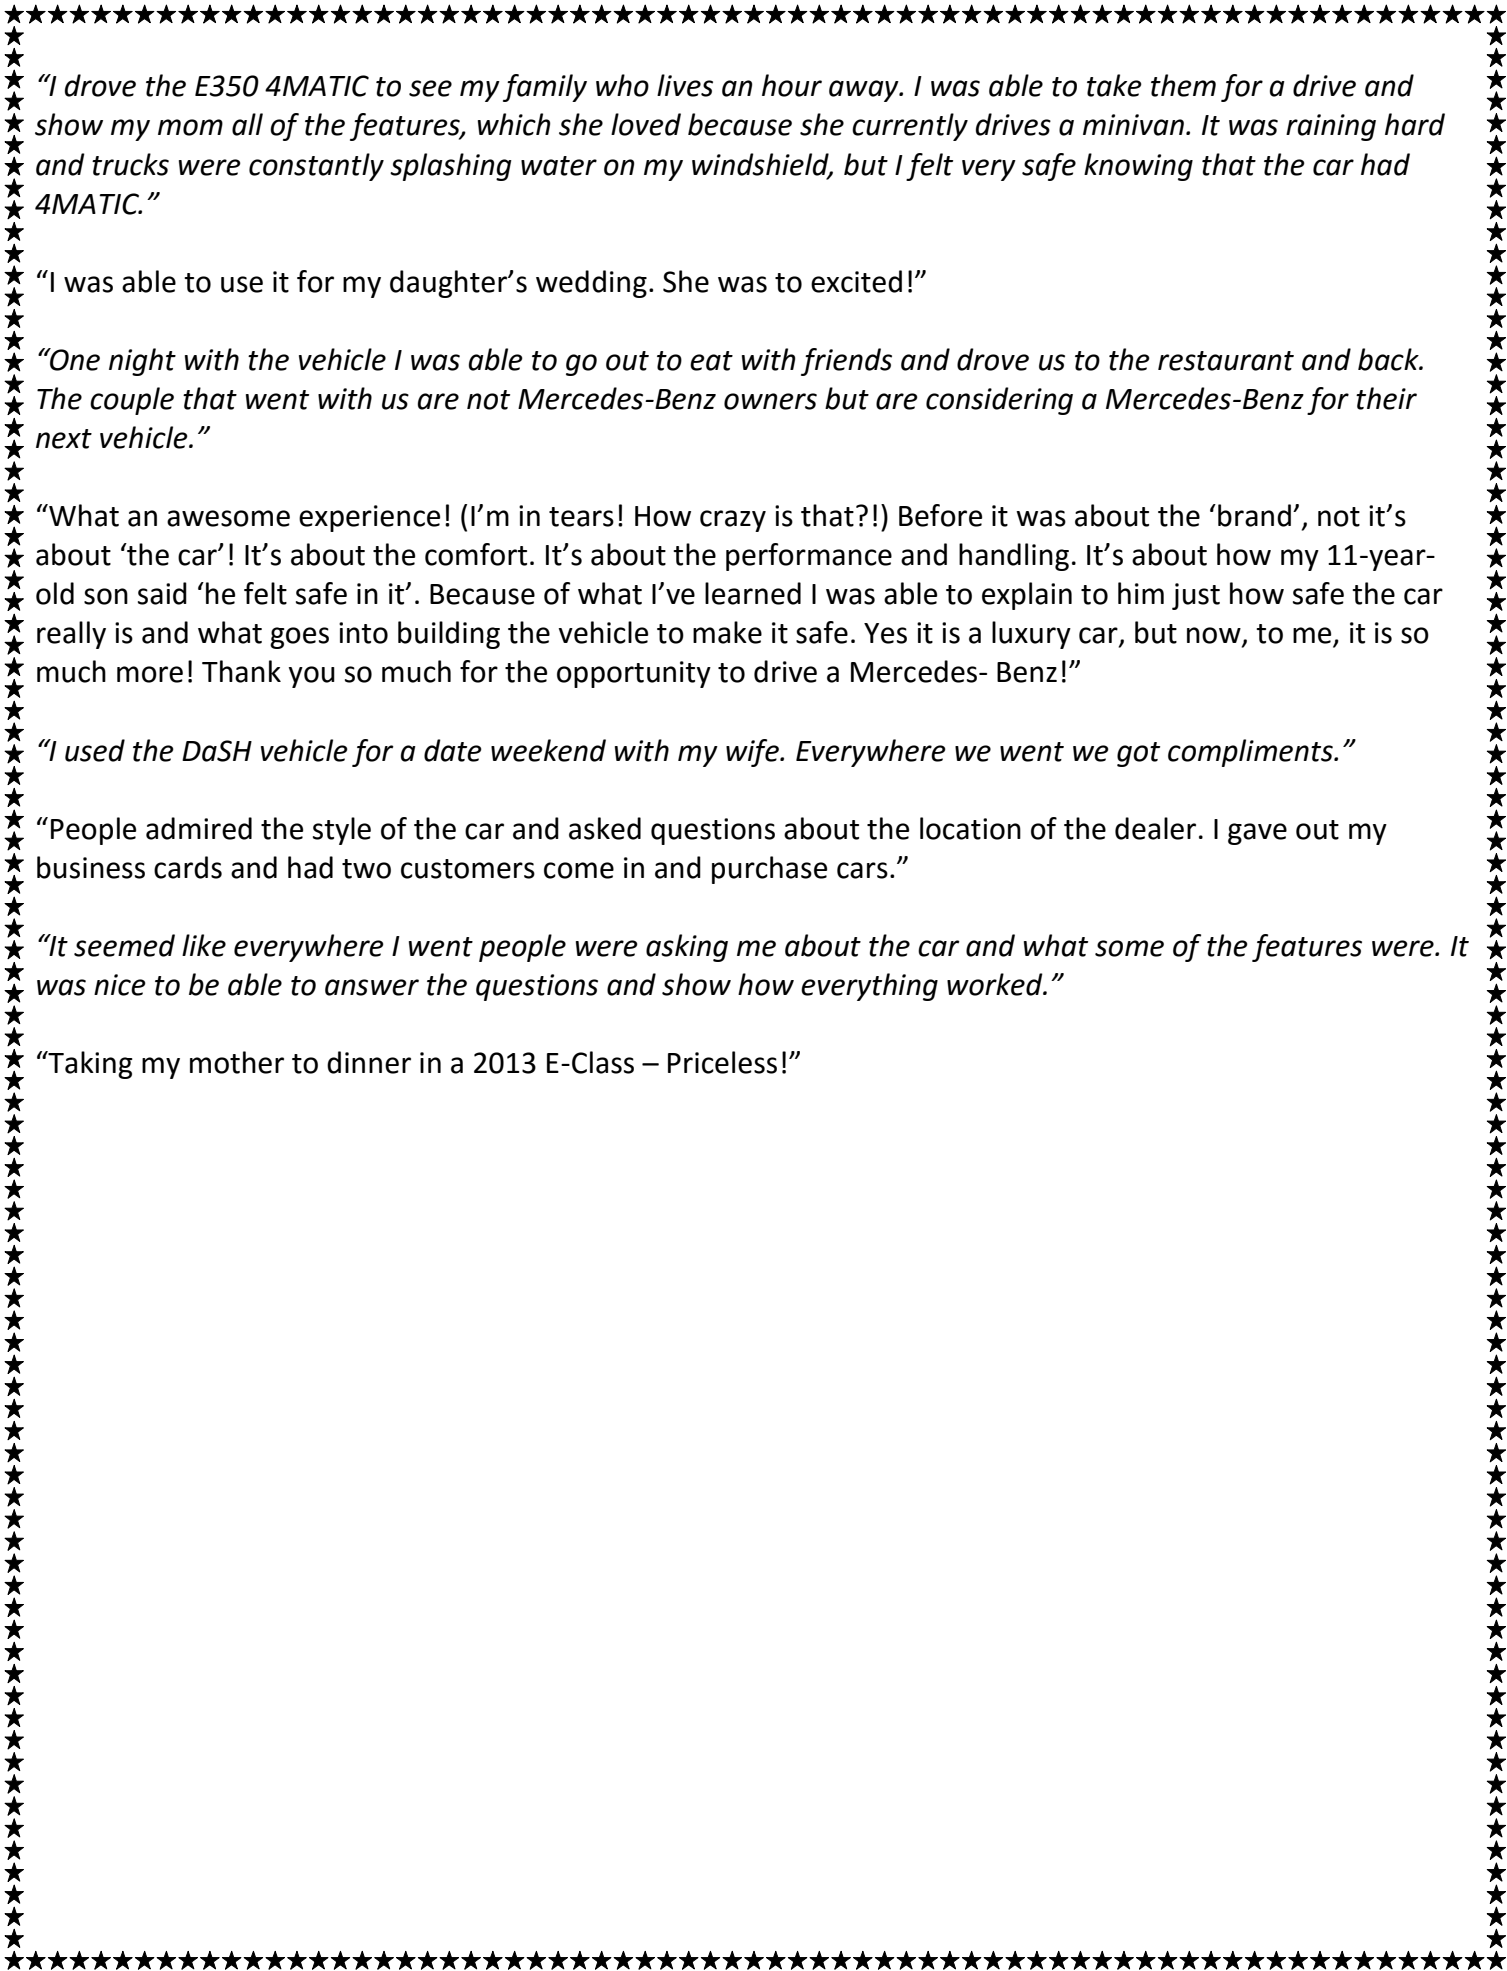 “I drove the E350 4MATIC to see my family who lives an hour away. I was able to take them for a drive and
show my mom all of the features, which she loved because she currently drives a minivan. It was raining hard
and trucks were constantly splashing water on my windshield, but I felt very safe knowing that the car had
4MATIC.”
“I was able to use it for my daughter’s wedding. She was to excited!”
“One night with the vehicle I was able to go out to eat with friends and drove us to the restaurant and back.
The couple that went with us are not Mercedes-Benz owners but are considering a Mercedes-Benz for their
next vehicle.”
“What an awesome experience! (I’m in tears! How crazy is that?!) Before it was about the ‘brand’, not it’s
about ‘the car’! It’s about the comfort. It’s about the performance and handling. It’s about how my 11-year-
old son said ‘he felt safe in it’. Because of what I’ve learned I was able to explain to him just how safe the car
really is and what goes into building the vehicle to make it safe. Yes it is a luxury car, but now, to me, it is so
much more! Thank you so much for the opportunity to drive a Mercedes- Benz!”
“I used the DaSH vehicle for a date weekend with my wife. Everywhere we went we got compliments.”
“People admired the style of the car and asked questions about the location of the dealer. I gave out my
business cards and had two customers come in and purchase cars.”
“It seemed like everywhere I went people were asking me about the car and what some of the features were. It
was nice to be able to answer the questions and show how everything worked.”
“Taking my mother to dinner in a 2013 E-Class – Priceless!”